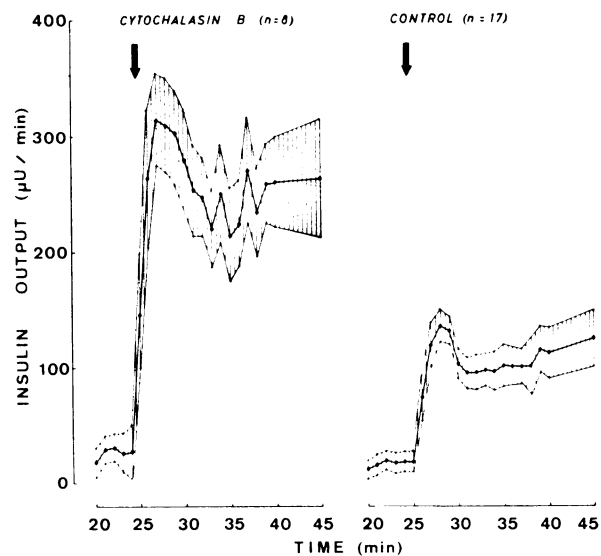 CYTOCHALASIN B (n=6) CONTROL (n=17)
400
300
200
100
0
INSULIN OUTPUT (µU / min)
20 25 30 35 40 45 20 25 30 35 40 45
TIME (min)